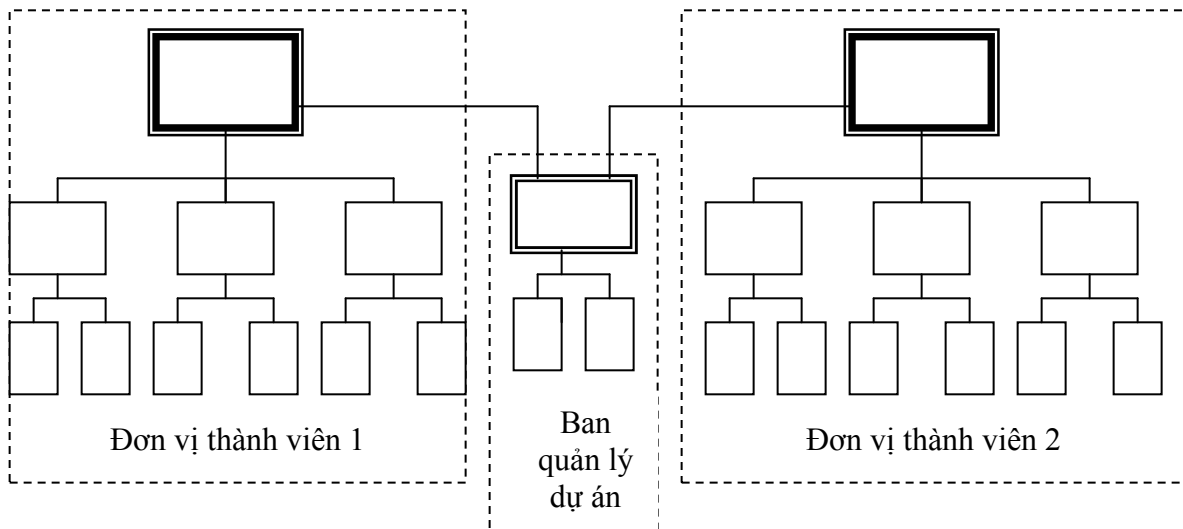 Đơn vị thành viên 1
Ban
quản lý
dự án
Đơn vị thành viên 2